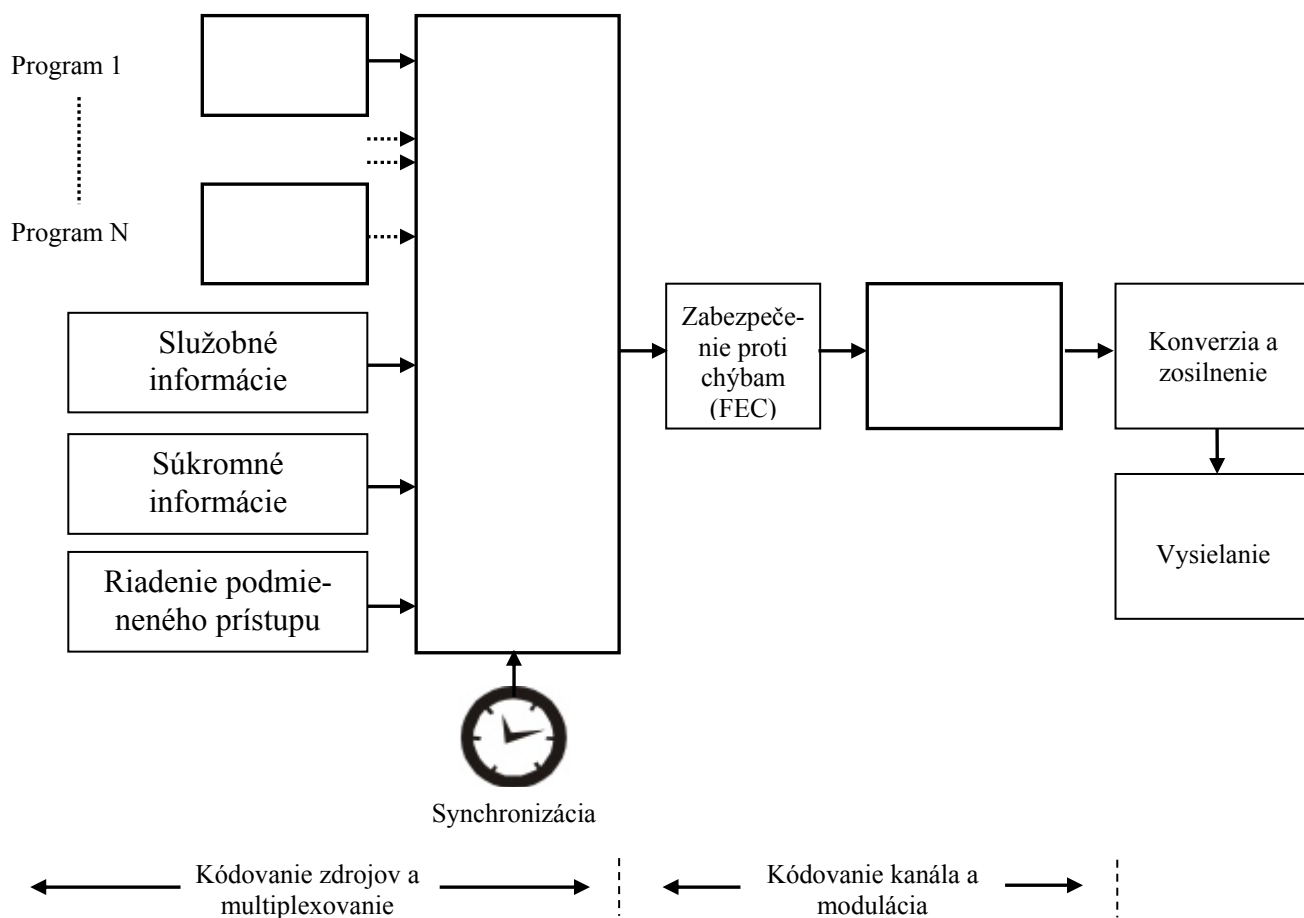 Program 1
Program N
Služobné
informácie
Súkromné
informácie
Riadenie podmie-
neného prístupu
Zabezpeče-
nie proti
chýbam
(FEC)
Konverzia a
zosilnenie
Vysielanie
Synchronizácia
Kódovanie zdrojov a
multiplexovanie
Kódovanie kanála a
modulácia